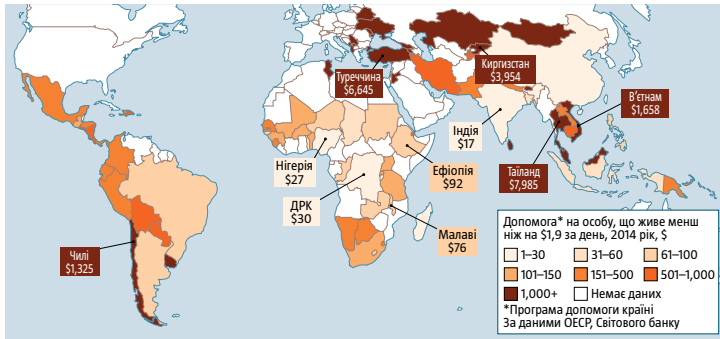 Туреччина
$6,645
Киргизстан
$3,954
В’єтнам
$1,658
Індія
$17
Нігерія
$27
Ефіопія
$92
Таїланд
$7,985
ДРК
$30
Малаві
$76
Чилі
$1,325
Допомога* на особу, що живе менш
ніж на $1,9 за день, 2014 рік, $
1–30
31–60
61–100
101–150
151–500
501–1,000
1,000+
Немає даних
*Програма допомоги країні
За даними ОЕСР, Світового банку